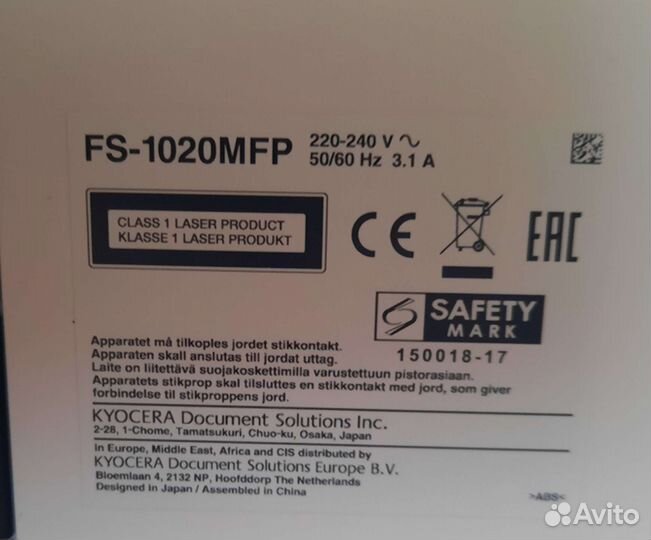 FS-1020MFP 220-240 V ~
50/60 Hz 3.1 A
CLASS 1 LASER PRODUCT
KLASSE 1 LASER PRODUKT
CE
EAC
SAFETY
MARK
150018-17
Apparatet må tilkoples jordet stikkontakt.
Apparaten skall anslutas till jordat uttag.
Laite on liitettävä suojakoskettimilla varustettuun pistorasiaan.
Apparatets stikprop skal tilsluttes en stikkontakt med jord, som giver
forbindelse til stikproppens jord.
KYOCERA Document Solutions Inc.
2-28, 1-Chome, Tamatsukuri, Chuo-ku, Osaka, Japan
In Europe, Middle East, Africa and CIS distributed by
KYOCERA Document Solutions Europe B.V.
Bloemlaan 4, 2132 NP, Hoofddorp The Netherlands
Designed in Japan / Assembled in China
>ABS<
Avito